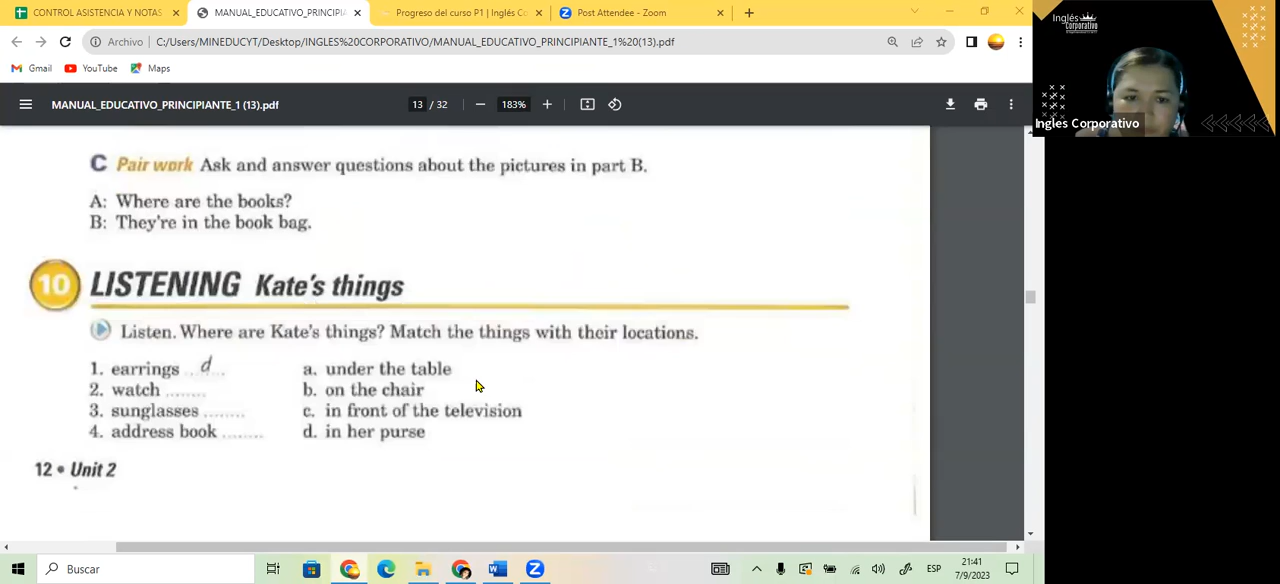 CONTROL ASISTENCIA Y NOTAS
MANUAL_EDUCATIVO_PRINCIPIA
Progreso del curso P1 | Inglés Co
Post Attendee - Zoom
Archivo
C:/Users/MINEDUCYT/Desktop/INGLES%20CORPORATIVO/MANUAL_EDUCATIVO_PRINCIPIANTE_1%20(13).pdf
Gmail
YouTube
Maps
MANUAL_EDUCATIVO_PRINCIPIANTE_1 (13).pdf
13 / 32
183%
Inglés
Corporativo
Ingles Corporativo
C Pair work Ask and answer questions about the pictures in part B.
A: Where are the books?
B: They're in the book bag.
10 LISTENING Kate's things
Listen. Where are Kate's things? Match the things with their locations.
1. earrings ..d.. a. under the table
2. watch ........ b. on the chair
3. sunglasses ........ c. in front of the television
4. address book ........ d. in her purse
12 • Unit 2
Buscar
ESP
21:41
7/9/2023